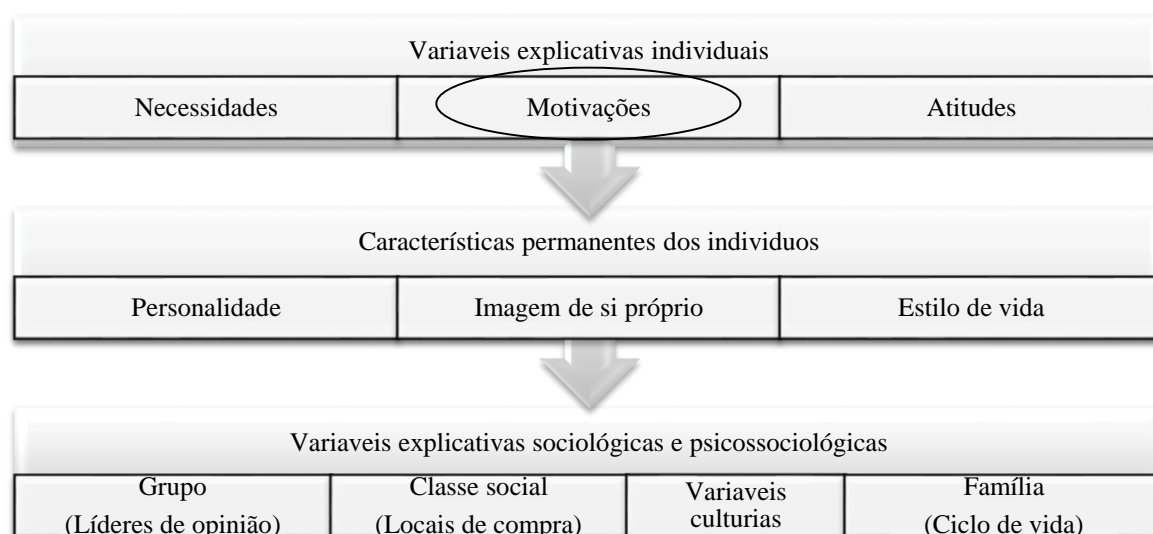 Variaveis explicativas individuais
Necessidades
Motivações
Atitudes
Características permanentes dos individuos
Personalidade
Imagem de si próprio
Estilo de vida
Variaveis explicativas sociológicas e psicossociológicas
Grupo
(Líderes de opinião)
Classe social
(Locais de compra)
Variaveis
culturias
Família
(Ciclo de vida)